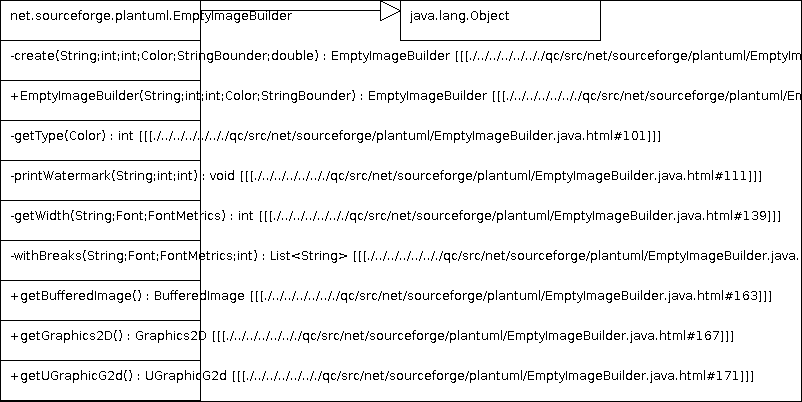 net.sourceforge.plantuml.EmptyImageBuilder
java.lang.Object
-create(String;int;int;Color;StringBounder;double) : EmptyImageBuilder [[[./../../../../../qc/src/net/sourceforge/plantuml/EmptyIm
+EmptyImageBuilder(String;int;int;Color;StringBounder) : EmptyImageBuilder [[[./../../../../../qc/src/net/sourceforge/plantuml/E
-getType(Color) : int [[[./../../../../../qc/src/net/sourceforge/plantuml/EmptyImageBuilder.java.html#101]]]
-printWatermark(String;int;int) : void [[[./../../../../../qc/src/net/sourceforge/plantuml/EmptyImageBuilder.java.html#111]]]
-getWidth(String;Font;FontMetrics) : int [[[./../../../../../qc/src/net/sourceforge/plantuml/EmptyImageBuilder.java.html#139]]]
-withBreaks(String;Font;FontMetrics;int) : List<String> [[[./../../../../../qc/src/net/sourceforge/plantuml/EmptyImageBuilder.java.
+getBufferedImage() : BufferedImage [[[./../../../../../qc/src/net/sourceforge/plantuml/EmptyImageBuilder.java.html#163]]]
+getGraphics2D() : Graphics2D [[[./../../../../../qc/src/net/sourceforge/plantuml/EmptyImageBuilder.java.html#167]]]
+getUGraphicG2d() : UGraphicG2d [[[./../../../../../qc/src/net/sourceforge/plantuml/EmptyImageBuilder.java.html#171]]]